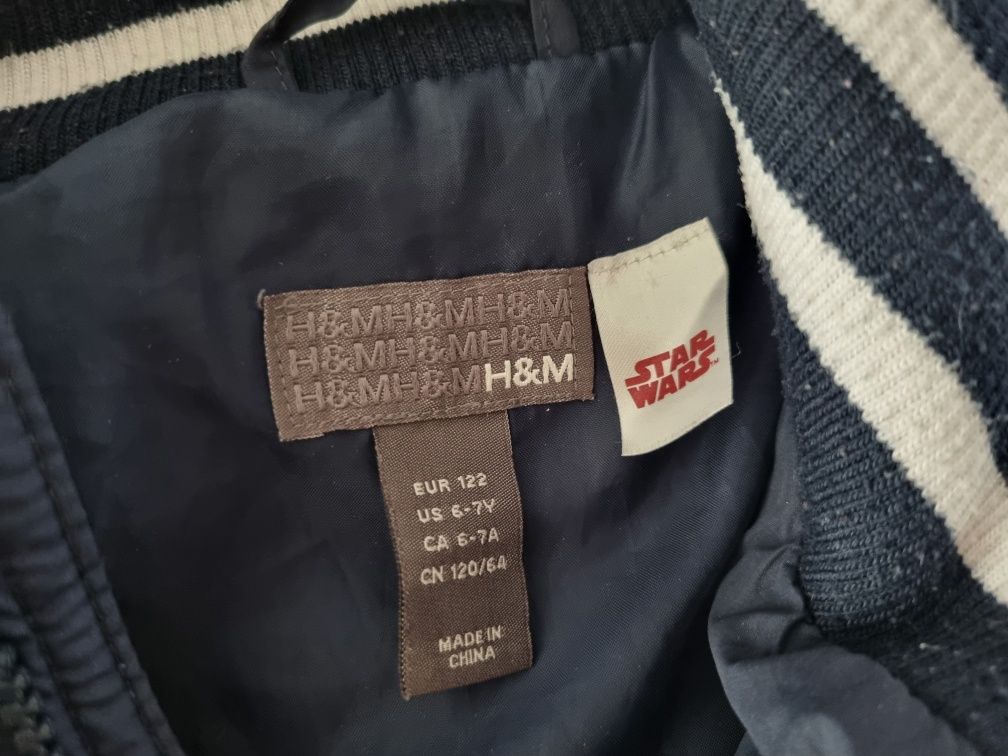 H&MH&MH&M
H&MH&MH&M
H&MH&MH&M
STAR
WARS™
EUR 122
US 6-7Y
CA 6-7A
CN 120/64
MADE IN
CHINA